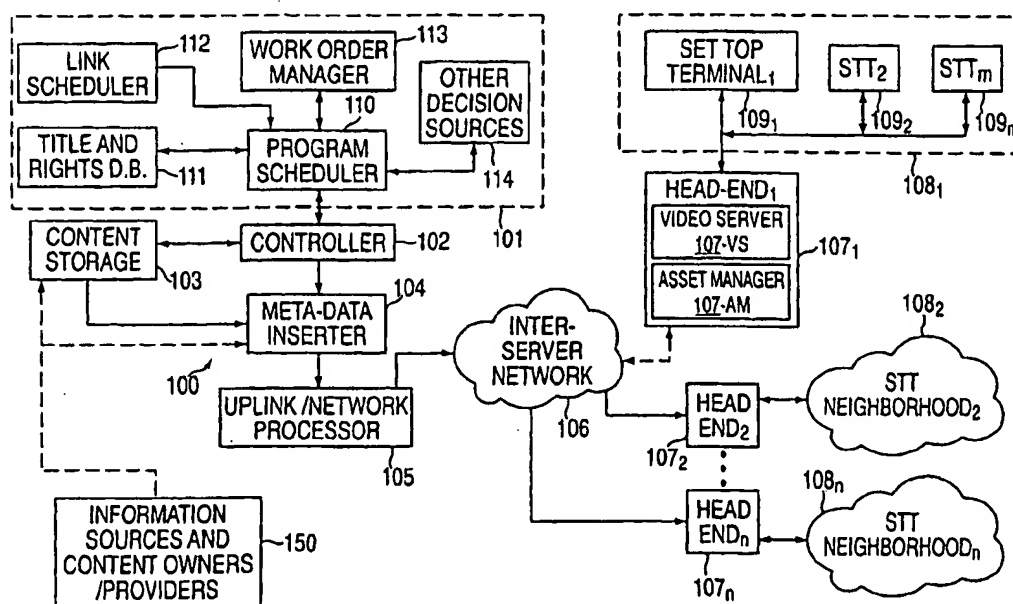 112
LINK
SCHEDULER
WORK ORDER
MANAGER
113
110
OTHER
DECISION
SOURCES
114
TITLE AND
RIGHTS D.B.
111
PROGRAM
SCHEDULER
101
SET TOP
TERMINAL1
1091
STT2
1092
STTm
109n
1081
CONTENT
STORAGE
103
CONTROLLER
102
META-DATA
INSERTER
104
100
UPLINK/NETWORK
PROCESSOR
105
INTER-
SERVER
NETWORK
106
HEAD-END1
VIDEO SERVER
107-VS
ASSET MANAGER
107-AM
1071
HEAD
END2
1072
1082
STT
NEIGHBORHOOD2
HEAD
ENDn
107n
108n
STT
NEIGHBORHOODn
INFORMATION
SOURCES AND
CONTENT OWNERS
/PROVIDERS
150